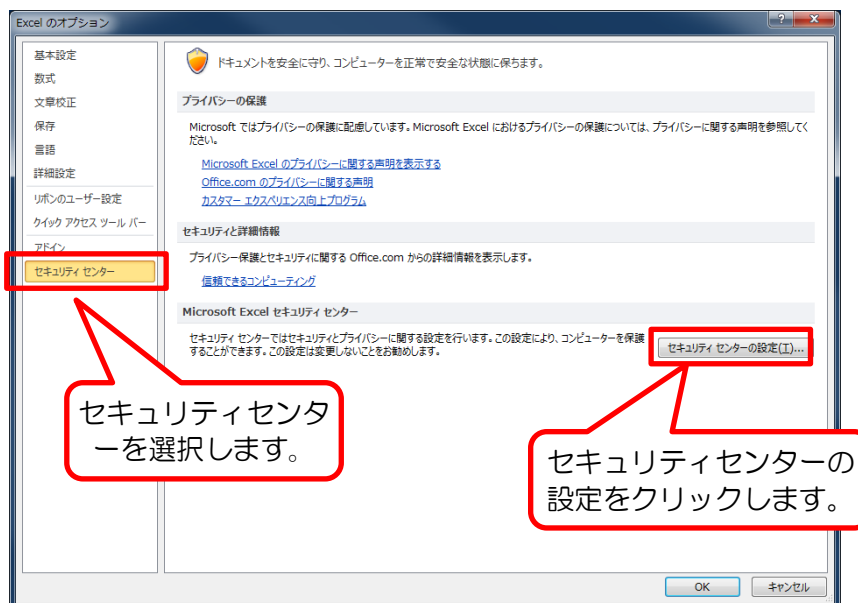 Excel のオプション
基本設定
数式
文章校正
保存
言語
詳細設定
リボンのユーザー設定
クイック アクセス ツール バー
アドイン
セキュリティ センター
ドキュメントを安全に守り、コンピューターを正常で安全な状態に保ちます。
プライバシーの保護
Microsoft ではプライバシーの保護に配慮しています。Microsoft Excel におけるプライバシーの保護については、プライバシーに関する声明を参照してく
ださい。
Microsoft Excel のプライバシーに関する声明を表示する
Office.com のプライバシーに関する声明
カスタマー エクスペリエンス向上プログラム
セキュリティと詳細情報
プライバシー保護とセキュリティに関する Office.com からの詳細情報を表示します。
信頼できるコンピューティング
Microsoft Excel セキュリティ センター
セキュリティ センターではセキュリティとプライバシーに関する設定を行います。この設定により、コンピューターを保護
することができます。この設定は変更しないことをお勧めします。
セキュリティ センターの設定(T)...
セキュリティセンタ
ーを選択します。
セキュリティセンターの
設定をクリックします。
OK
キャンセル